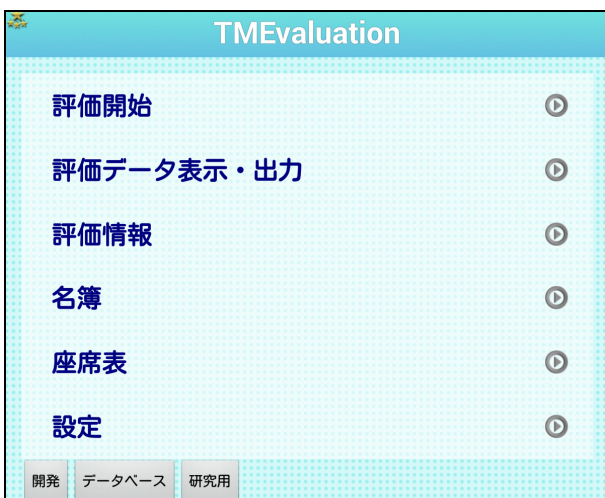 TMEvaluation
評価開始
評価データ表示・出力
評価情報
名簿
座席表
設定
開発 データベース 研究用